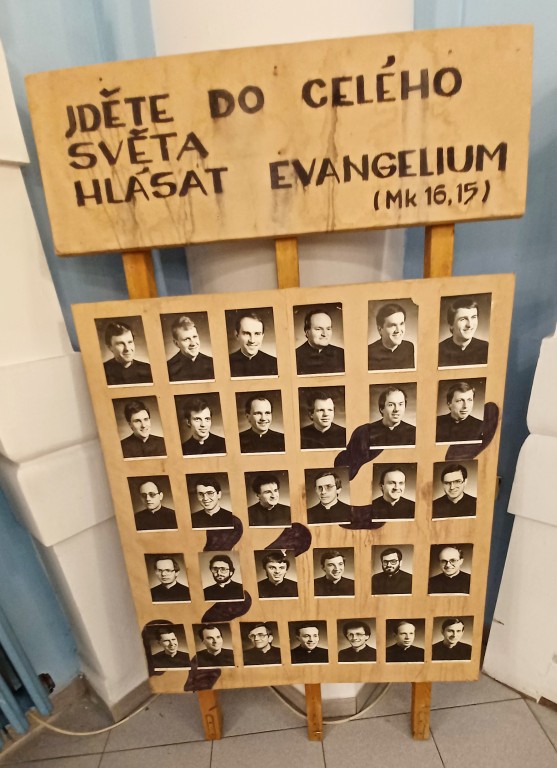 JDĚTE DO CELÉHO
SVĚTA
HLÁSAT EVANGELIUM
(Mk 16,15)